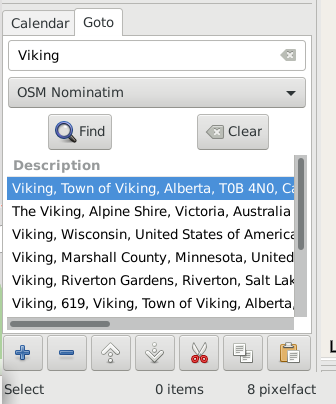 Calendar Goto
Viking
OSM Nominatim
Find Clear
Description
Viking, Town of Viking, Alberta, T0B 4N0, Ca
The Viking, Alpine Shire, Victoria, Australia
Viking, Wisconsin, United States of America
Viking, Marshall County, Minnesota, United
Viking, Riverton Gardens, Riverton, Salt Lak
Viking, 619, Viking, Town of Viking, Alberta,
Select 0 items 8 pixelfact